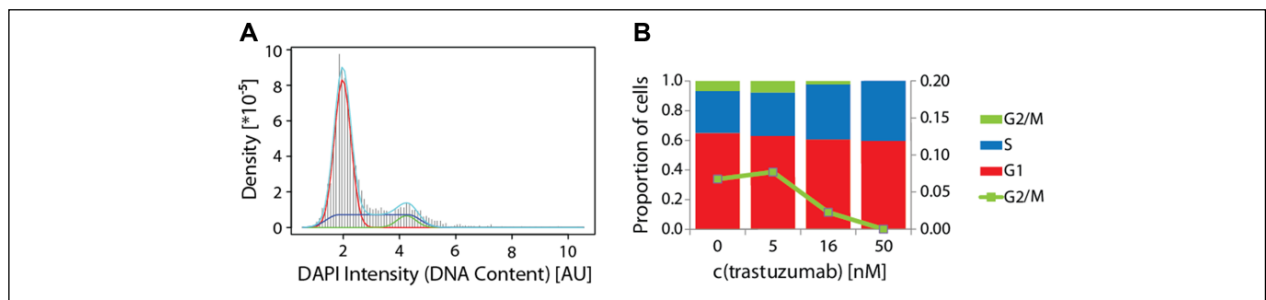 A
10
8
6
4
2
0
Density [*10⁻⁵]
2 4 6 8 10
DAPI Intensity (DNA Content) [AU]
B
1.0
0.8
0.6
0.4
0.2
0.0
Proportion of cells
0 5 16 50
c(trastuzumab) [nM]
0.20
0.15
0.10
0.05
0.00
G2/M
S
G1
G2/M